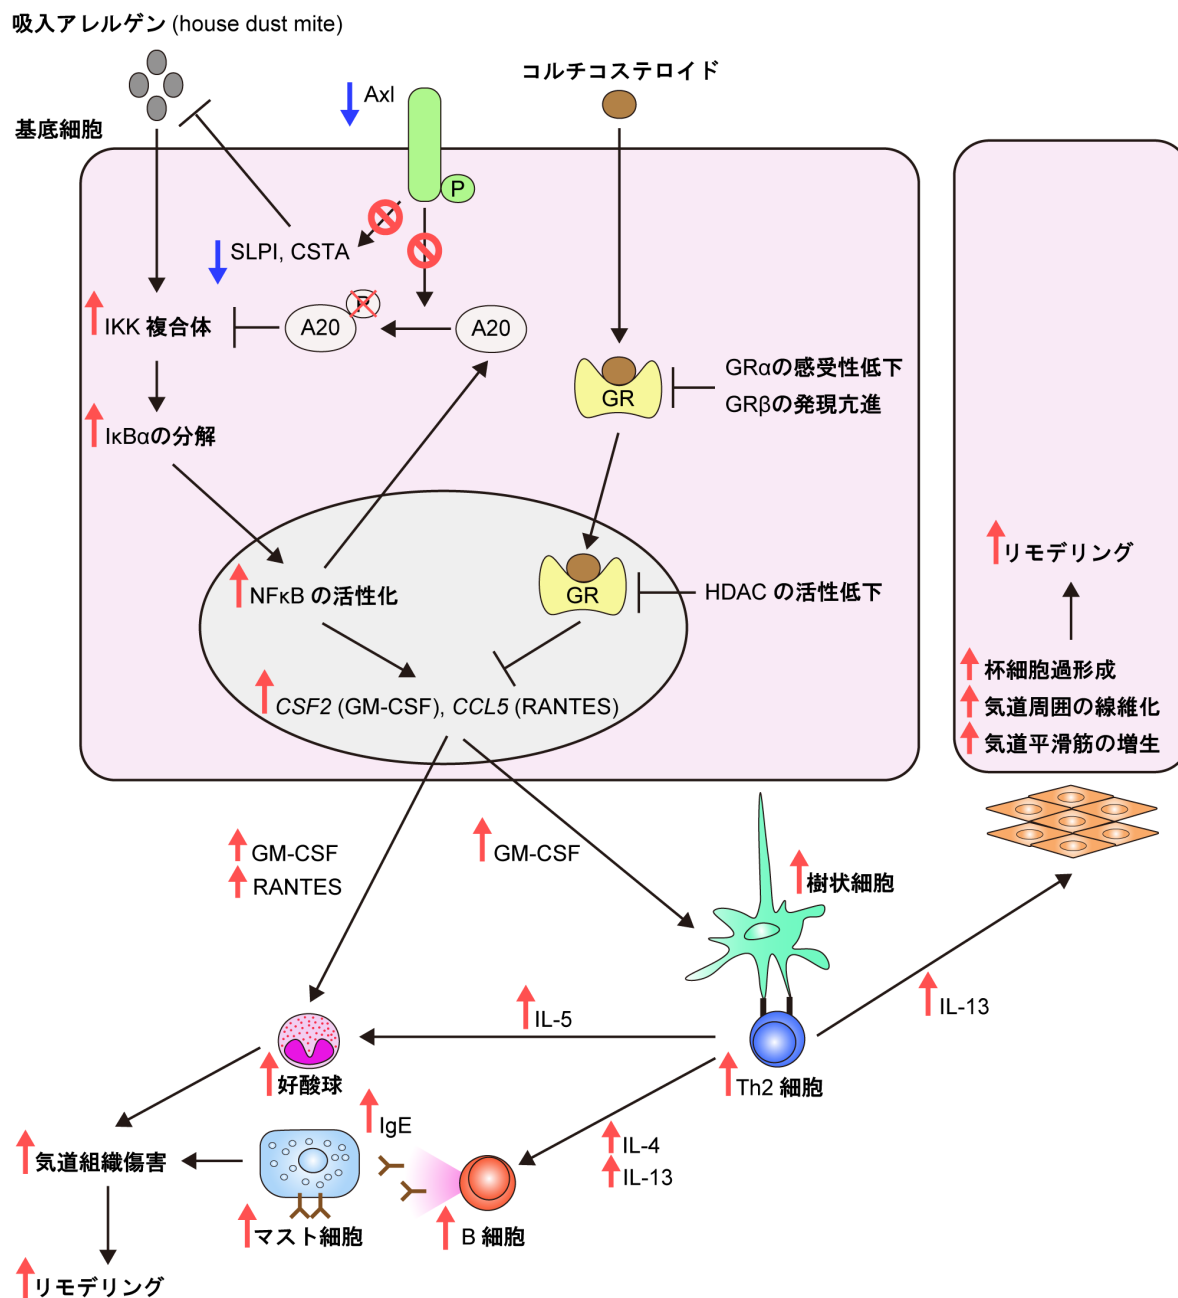 吸入アレルゲン (house dust mite)
コルチコステロイド
Axl
基底細胞
P
SLPI, CSTA
P
IKK 複合体
A20
A20
GRαの感受性低下
GR
GRβの発現亢進
IκBαの分解
リモデリング
NFκB の活性化
GR
HDAC の活性低下
杯細胞過形成
CSF2 (GM-CSF), CCL5 (RANTES)
気道周囲の線維化
気道平滑筋の増生
GM-CSF
RANTES
GM-CSF
樹状細胞
IL-5
IL-13
好酸球
Th2 細胞
IgE
IL-4
IL-13
気道組織傷害
マスト細胞
B 細胞
リモデリング